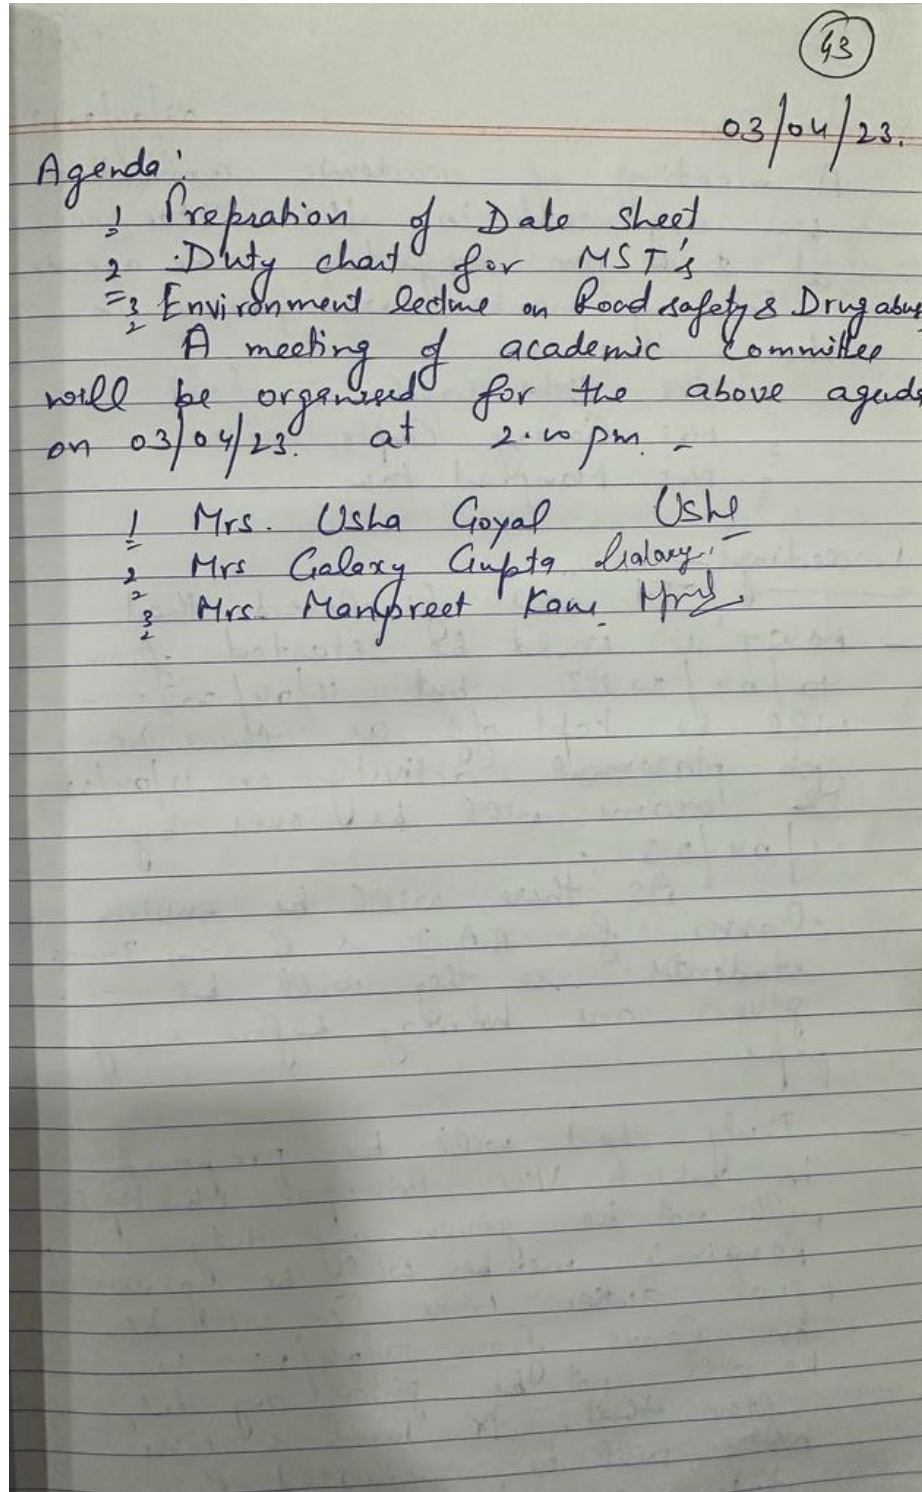 43
03/04/23.
Agenda:
1 Prepration of Date sheet
2 Duty chart for MST's
3 Environment lecture on Road safety & Drug abus
A meeting of academic committee
will be organised for the above agenda
on 03/04/23. at 2.00 pm.
1 Mrs. Usha Goyal Usha
2 Mrs Galaxy Gupta Galaxy.
3 Mrs. Manpreet Kaur